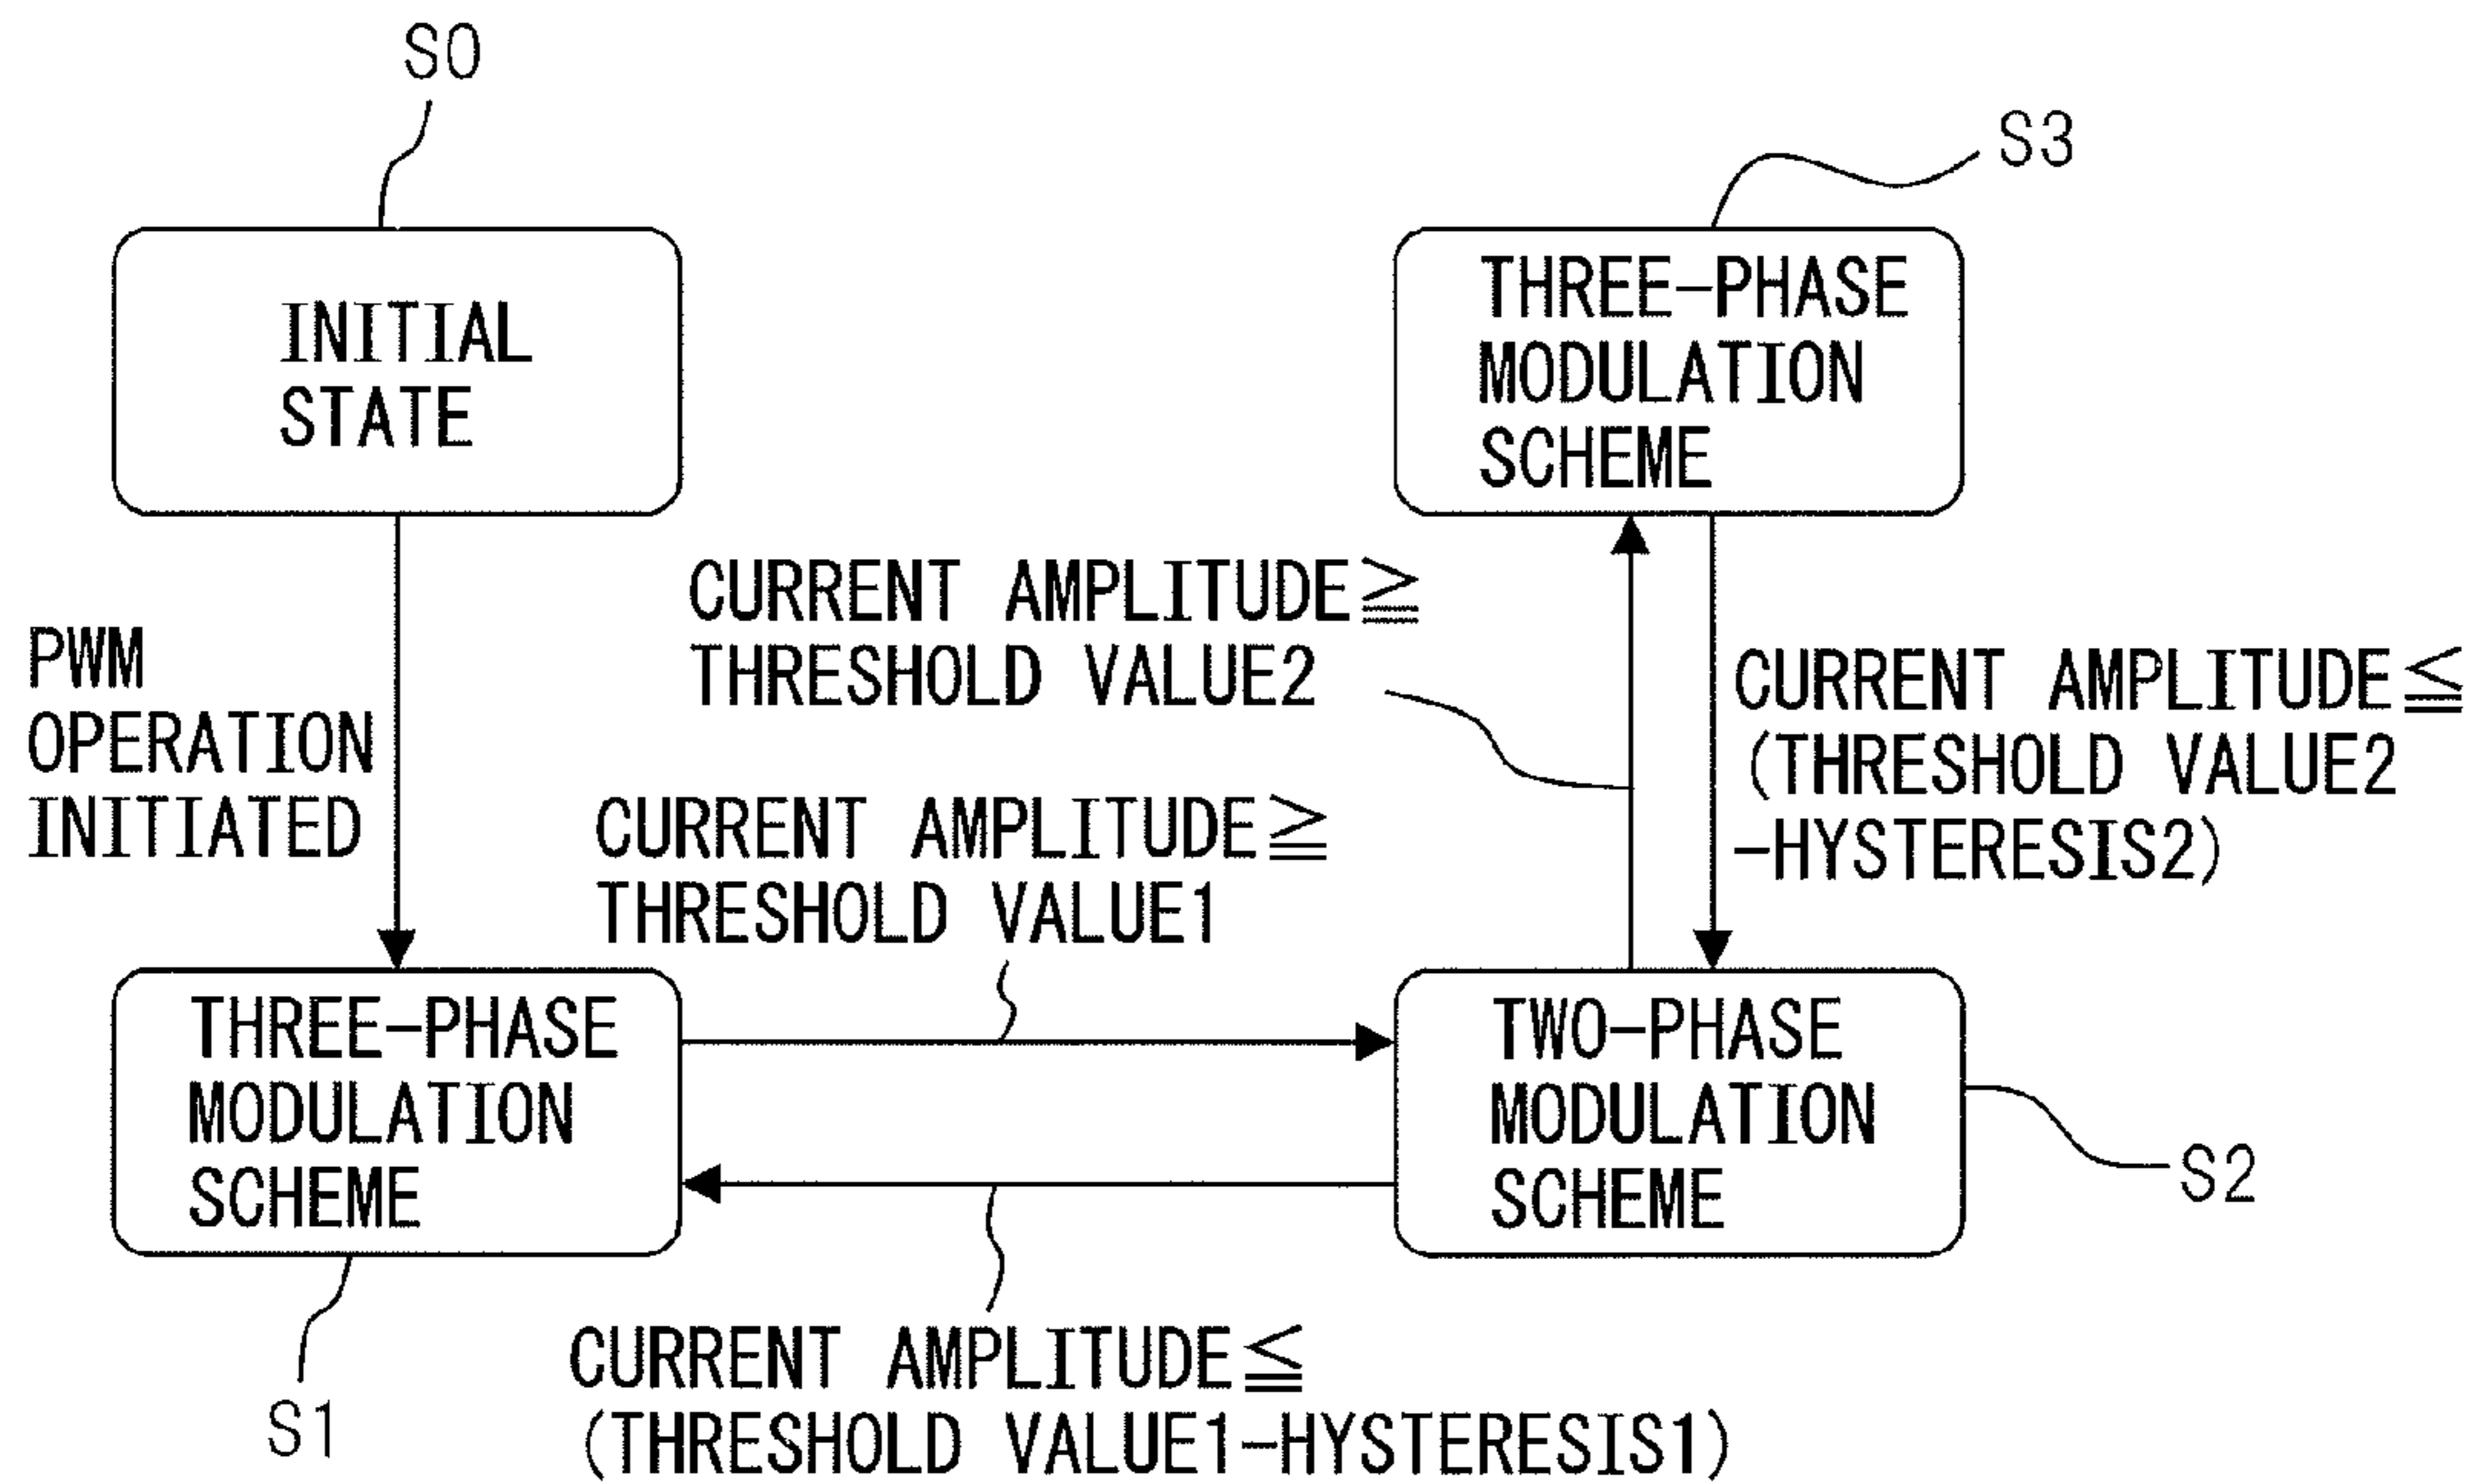 S0
S3
INITIAL
STATE
THREE-PHASE
MODULATION
SCHEME
PWM
OPERATION
INITIATED
CURRENT AMPLITUDE≧
THRESHOLD VALUE2
CURRENT AMPLITUDE≦
(THRESHOLD VALUE2
-HYSTERESIS2)
CURRENT AMPLITUDE≧
THRESHOLD VALUE1
THREE-PHASE
MODULATION
SCHEME
TWO-PHASE
MODULATION
SCHEME
S2
S1
CURRENT AMPLITUDE≦
(THRESHOLD VALUE1-HYSTERESIS1)